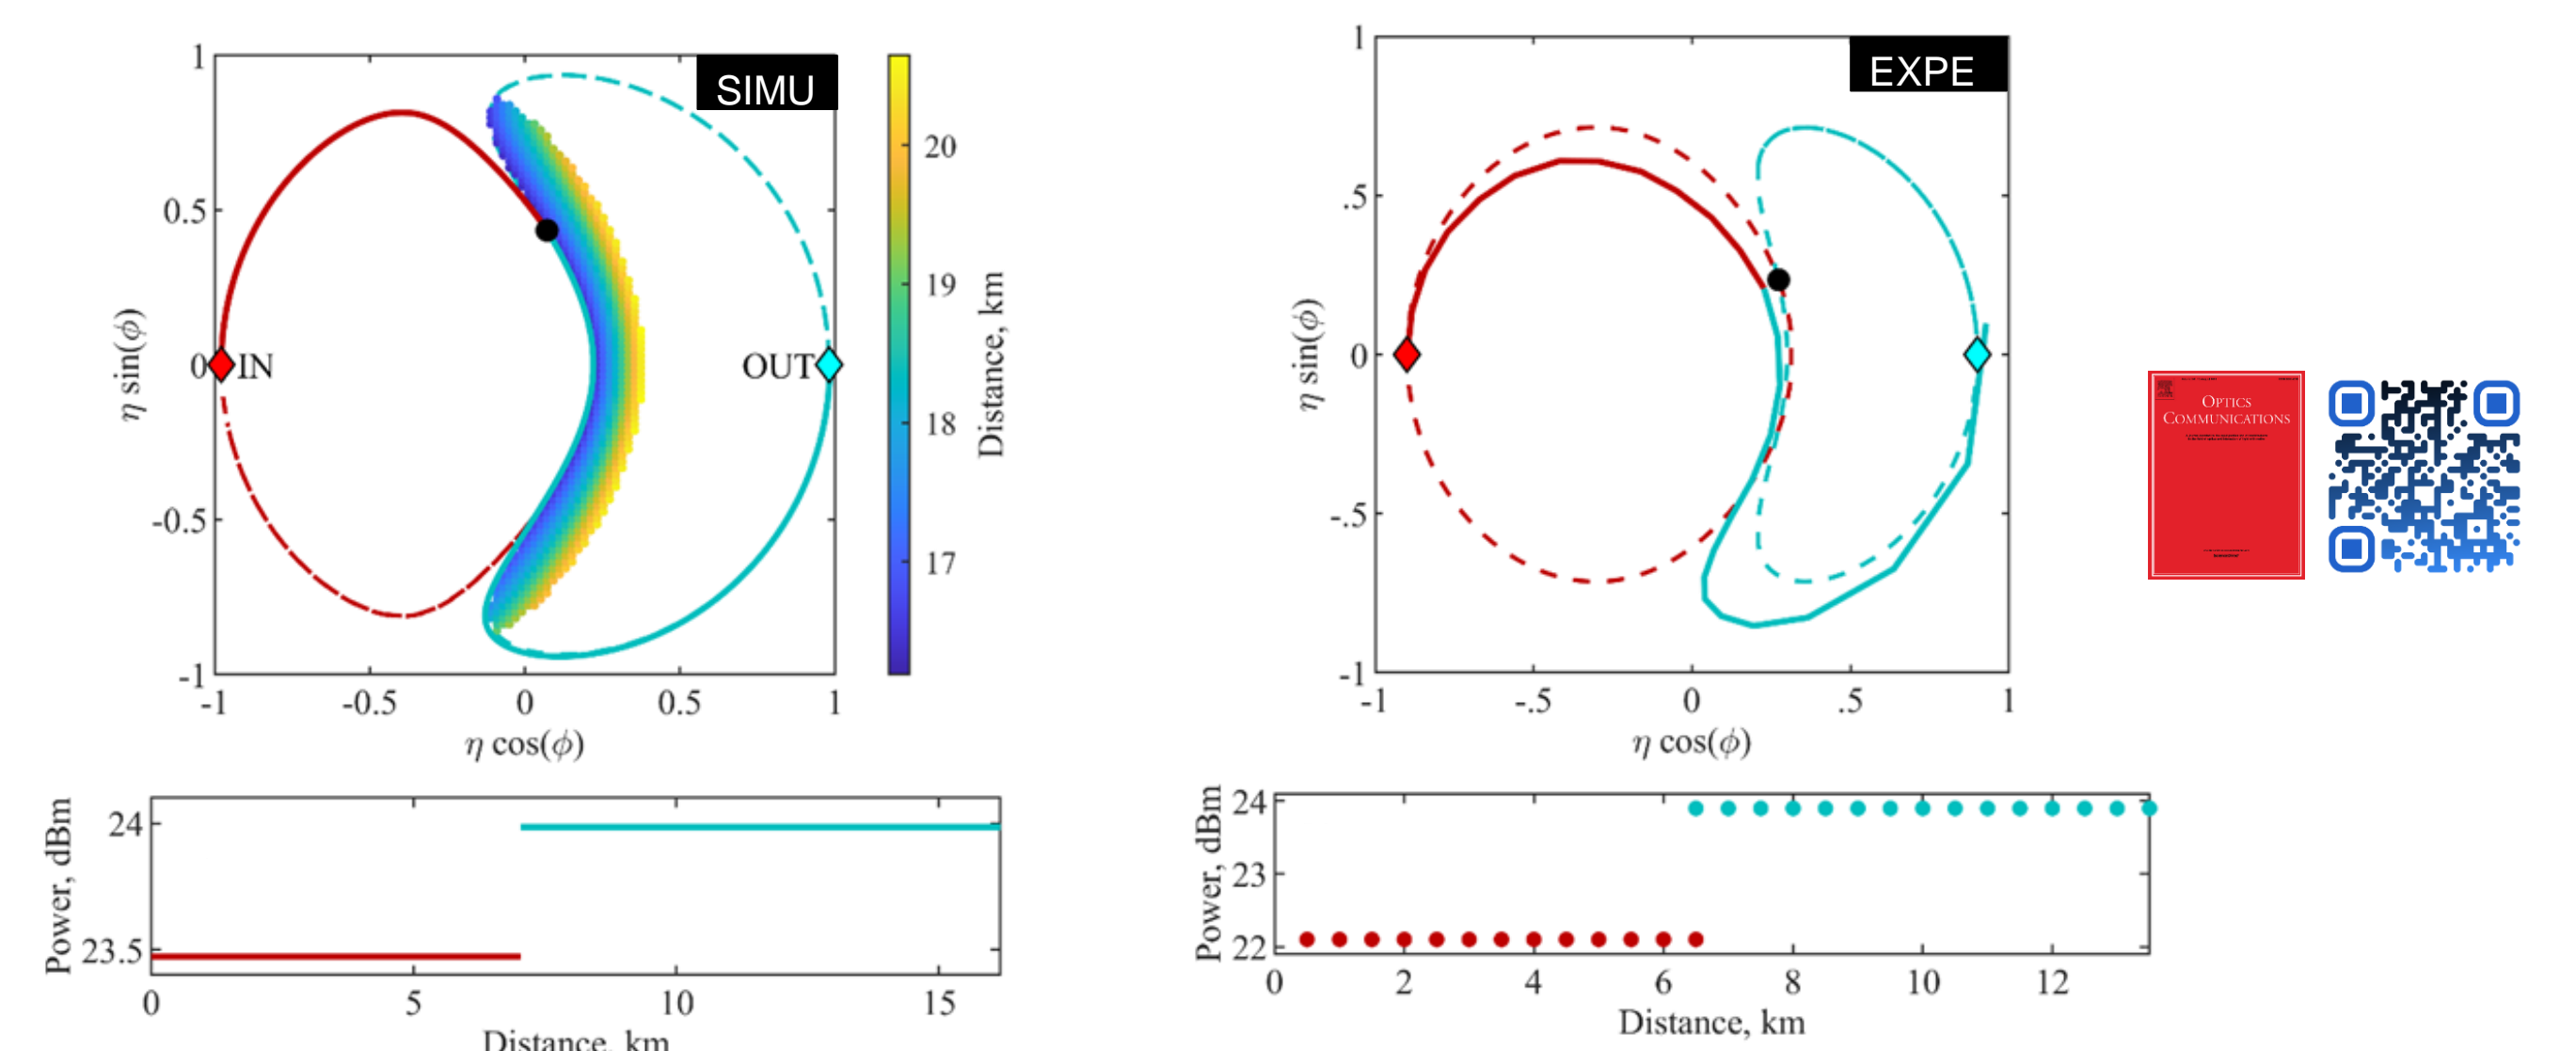 SIMU
1
0.5
0
-0.5
-1
η sin(ϕ)
IN
OUT
-1
-0.5
0
0.5
1
η cos(ϕ)
20
19
18
17
Distance, km
24
23.5
Power, dBm
0
5
10
15
Distance, km
EXPE
1
.5
0
-.5
-1
η sin(ϕ)
-1
-.5
0
.5
1
η cos(ϕ)
24
23
22
Power, dBm
0
2
4
6
8
10
12
Distance, km
OPTICS
COMMUNICATIONS